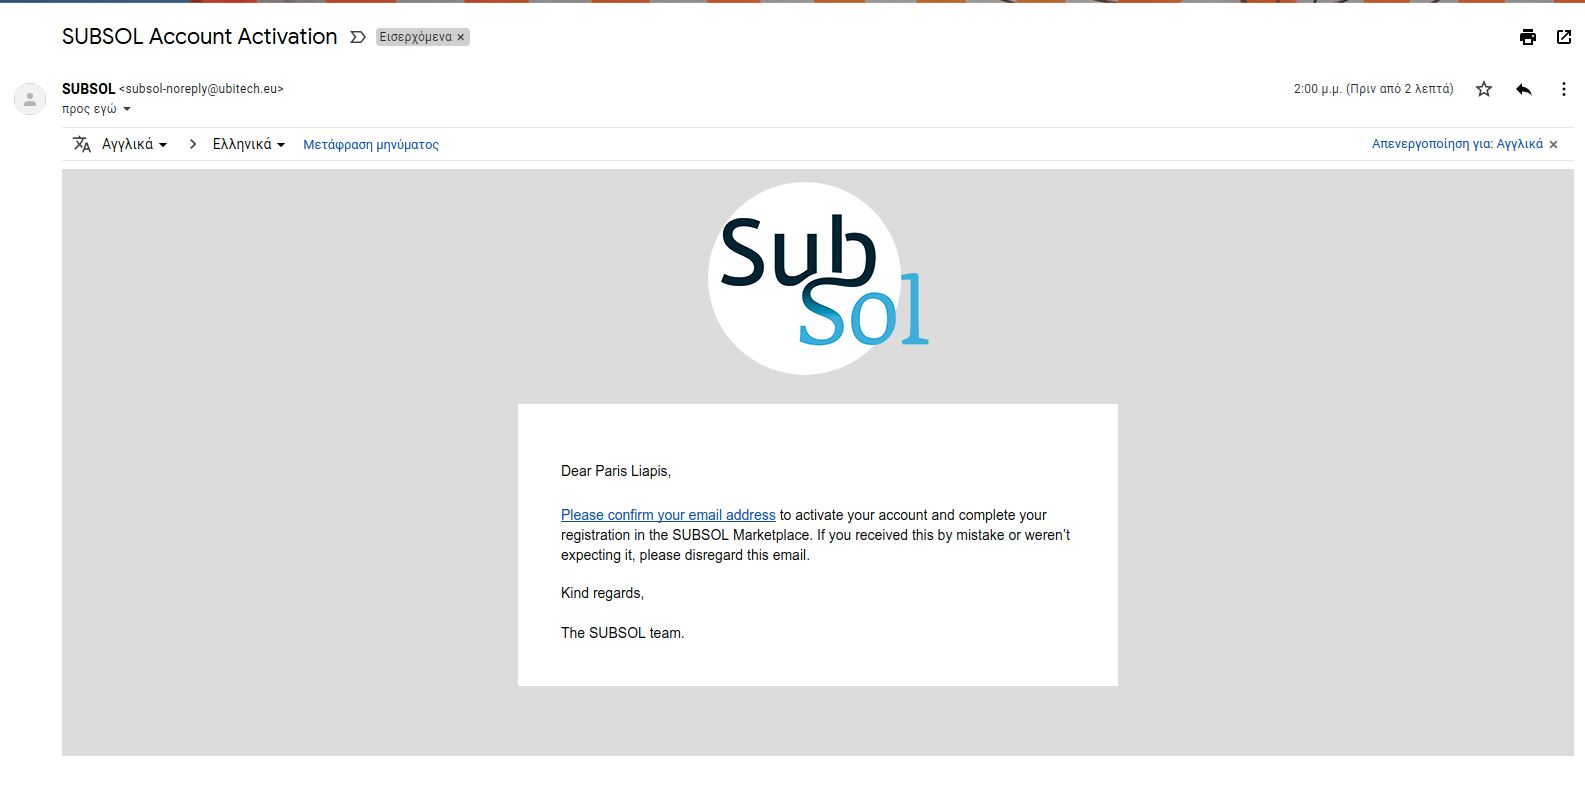 SUBSOL Account Activation Εισερχόμενα ×
SUBSOL <subsol-noreply@ubitech.eu> 2:00 μ.μ. (Πριν από 2 λεπτά)
προς εγώ
Αγγλικά > Ελληνικά Μετάφραση μηνύματος Απενεργοποίηση για: Αγγλικά ×
Sub
Sol
Dear Paris Liapis,
Please confirm your email address to activate your account and complete your
registration in the SUBSOL Marketplace. If you received this by mistake or weren’t
expecting it, please disregard this email.
Kind regards,
The SUBSOL team.